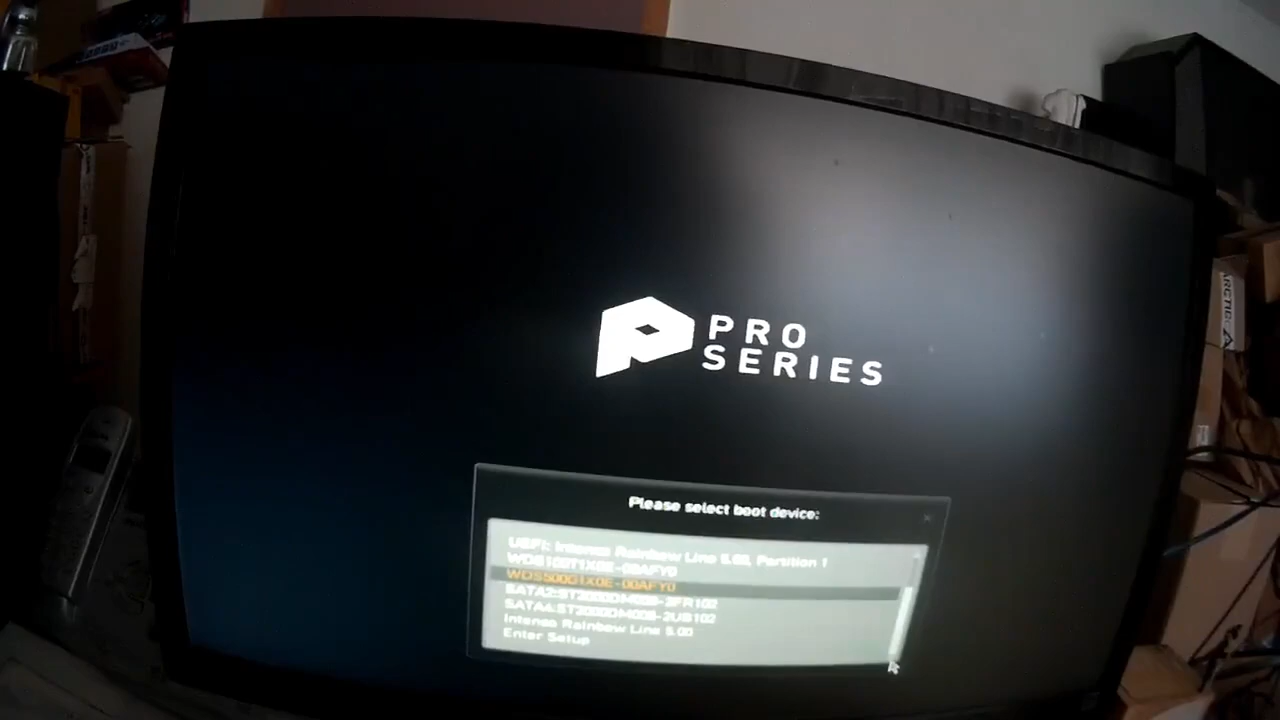 PRO
SERIES
Please select boot device:
UEFI: Intenso Rainbow Line 5.00, Partition 1
WDS500G1X0E-00AFY0
SATA2:ST2000DM008-2FR102
SATA4:ST2000DM008-2UB102
Intenso Rainbow Line 5.00
Enter Setup
ARCTIC